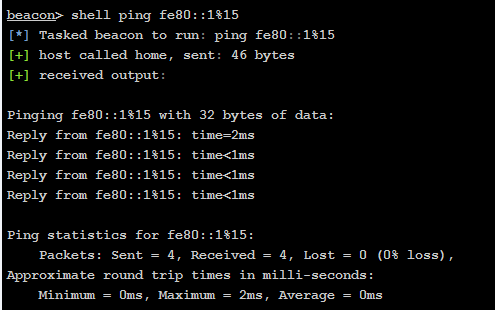 beacon> shell ping fe80::1%15
[*] Tasked beacon to run: ping fe80::1%15
[+] host called home, sent: 46 bytes
[+] received output:
Pinging fe80::1%15 with 32 bytes of data:
Reply from fe80::1%15: time=2ms
Reply from fe80::1%15: time<1ms
Reply from fe80::1%15: time<1ms
Reply from fe80::1%15: time<1ms
Ping statistics for fe80::1%15:
    Packets: Sent = 4, Received = 4, Lost = 0 (0% loss),
Approximate round trip times in milli-seconds:
    Minimum = 0ms, Maximum = 2ms, Average = 0ms